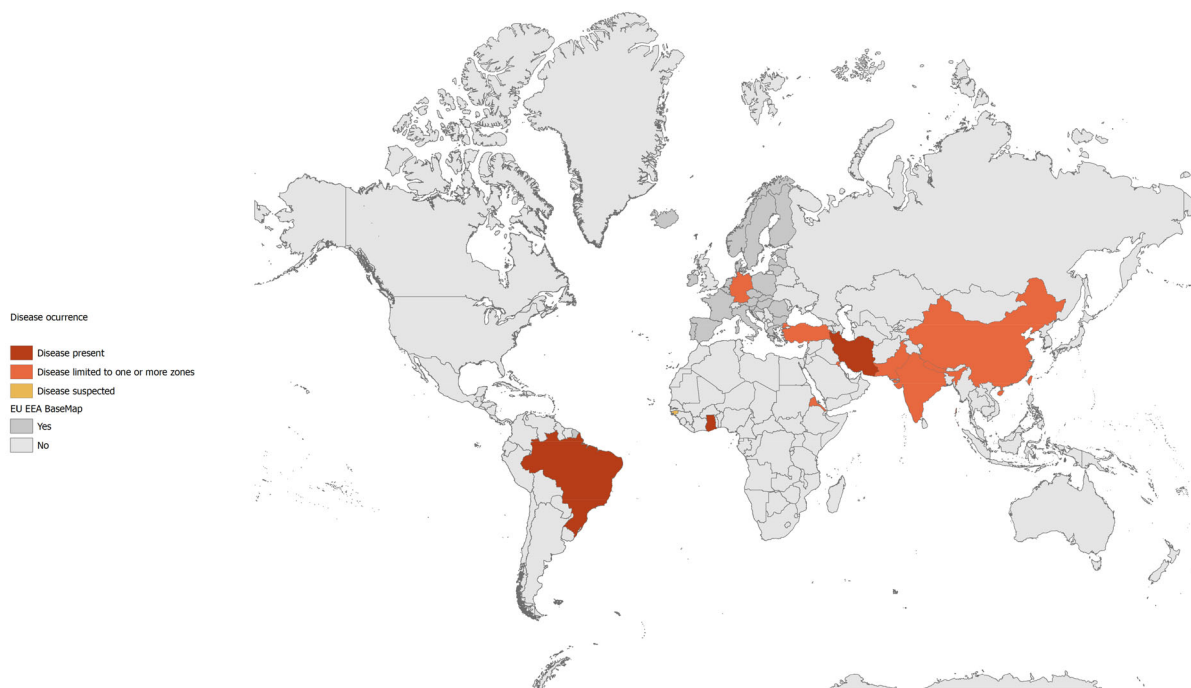 Disease ocurrence
Disease present
Disease limited to one or more zones
Disease suspected
EU EEA BaseMap
Yes
No